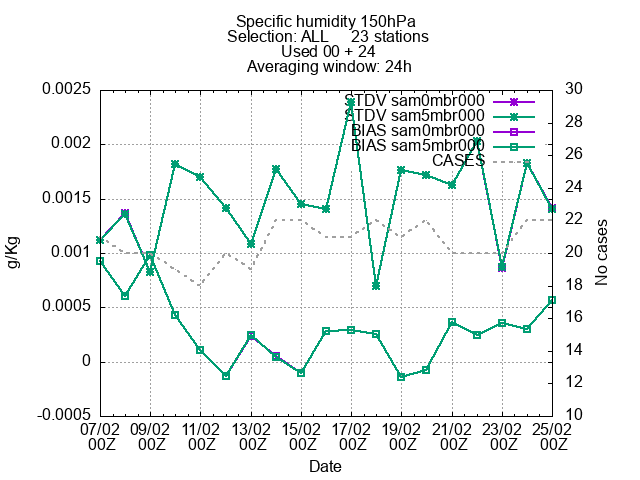 Specific humidity 150hPa
Selection: ALL 23 stations
Used 00 + 24
Averaging window: 24h
0.0025
0.002
0.0015
0.001
0.0005
0
-0.0005
g/Kg
STDV sam0mbr000
STDV sam5mbr000
BIAS sam0mbr000
BIAS sam5mbr000
CASES
30
28
26
24
22
20
18
16
14
12
10
No cases
07/02 09/02 11/02 13/02 15/02 17/02 19/02 21/02 23/02 25/02
00Z 00Z 00Z 00Z 00Z 00Z 00Z 00Z 00Z 00Z
Date